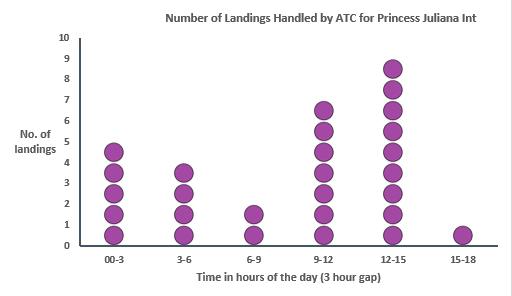 Number of Landings Handled by ATC for Princess Juliana Int
10
9
8
7
6
5
4
3
2
1
0
No. of
landings
00-3 3-6 6-9 9-12 12-15 15-18
Time in hours of the day (3 hour gap)